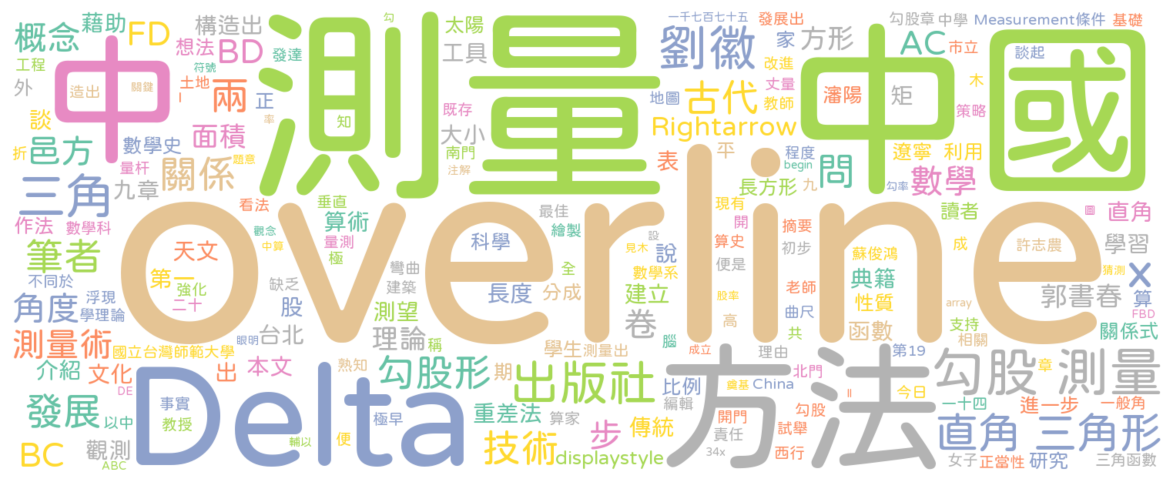 概念 藉助 構造出 太陽 一千七百七十五 發展出 勾股章 中學 Measurement條件 基礎
中 測量 中國
FD BD 想法 發達 工具 劉徽 家 方形 AC 市立 談起
工程 符號 勾 地圖 改進 木
外 造出 關鍵 土地 兩 正 知 既存 古代 丈量 教師 瀋陽 矩 策略
談 I 率 大小 Rightarrow
折 邑方 數學史 面積 題意 南門 注解 表 平 程度 begin 問 遼寧 利用
三角 量杆 九章 關係 長方形 九 勾率 數學
作法 數學科 看法 垂直 算術 最佳 繪製 現有 開 摘要 讀者 直角 圖
over line
筆者 天文 觀念 中算 量測 極 科學 見木 設 說 算史 初步 蘇俊鴻 成 許志農 學習
不同於 第一 強化 缺乏 彎曲 全 數學系 便是 典籍 猜測
角度 浮現 二十 股 建築 長度 分成 建立 老師 性質 郭書春 X 算
學理論 測望 股率 曲尺 array FBD
測量術 台北 理論 稱 卷 高 共 函數 支持 相關 關係式
國立台灣師範大學 眼明 學生 測量出 腦
介紹 文化 出 本文 熟知 勾股形 期 出版社 成立 理由 第19 章
DE Delta 方法 勾股 測量
發展 以中 事實 極早 重差法 算家 步 比例 編輯 北門 虞基 China II 今日 一十四 進一步 一般角
教授 傳統 開門 勾股 試舉
BC 觀測 ABC 輔以 便 技術 displaystyle 責任 34x 西行 直角 三角形
女子 正當性 研究 三角函數